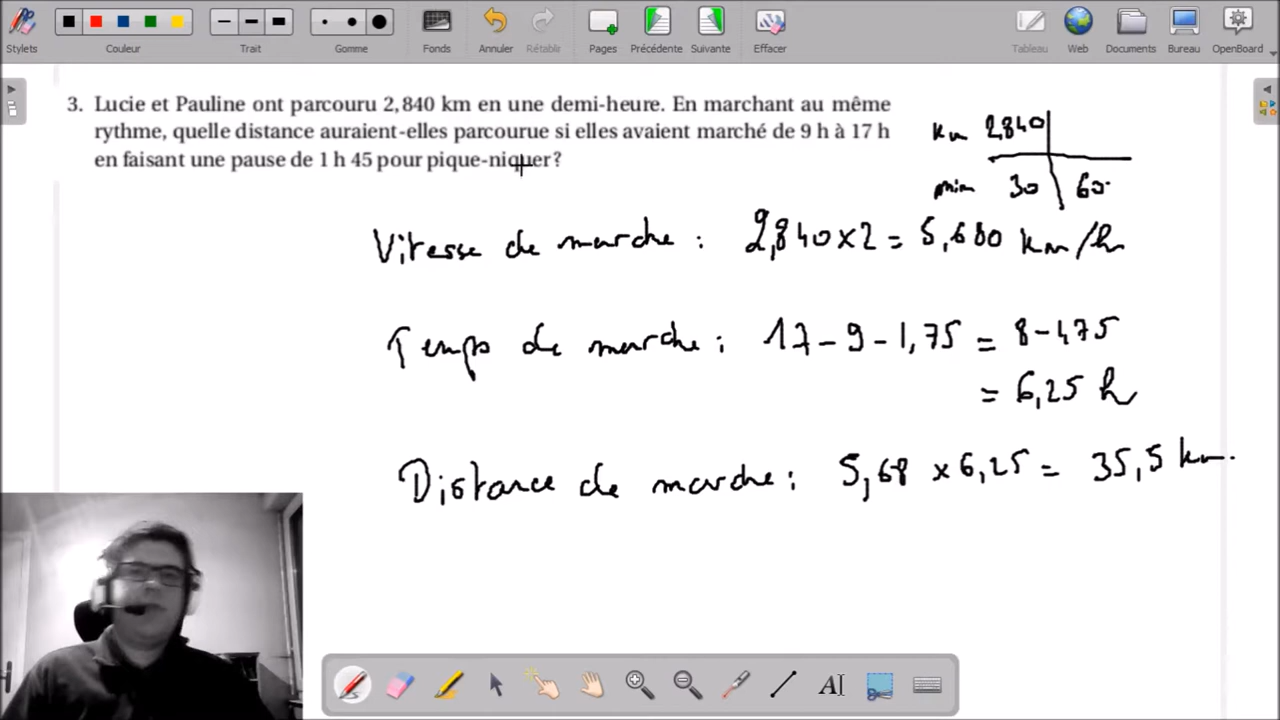 Stylets Couleur Trait Gomme Fonds Annuler Rétablir Pages Précédente Suivante Effacer Tableau Web Documents Bureau OpenBoard
3. Lucie et Pauline ont parcouru 2,840 km en une demi-heure. En marchant au même
rythme, quelle distance auraient-elles parcourue si elles avaient marché de 9 h à 17 h
en faisant une pause de 1 h 45 pour pique-niquer?
km 2,840
min 30 60
Vitesse de marche : 2,840 x 2 = 5,680 km/h
Temps de marche : 17 - 9 - 1,75 = 8 - 1,75
= 6,25 h
Distance de marche : 5,68 x 6,25 = 35,5 km.
AI